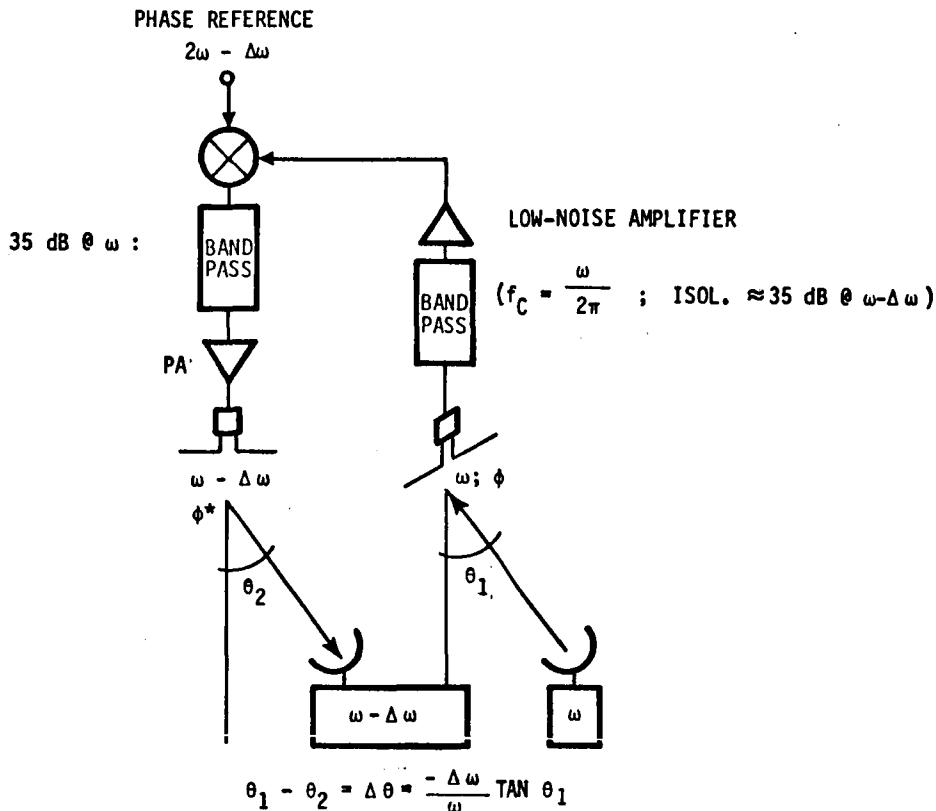 PHASE REFERENCE
2ω - Δω
LOW-NOISE AMPLIFIER
35 dB @ ω :
BAND
PASS
BAND
PASS
(f_C = ω/2π ; ISOL. ≈ 35 dB @ ω-Δω)
PA
ω - Δω
ω; φ
φ*
θ2
θ1
ω - Δω
ω
θ1 - θ2 = Δθ = -Δω/ω TAN θ1